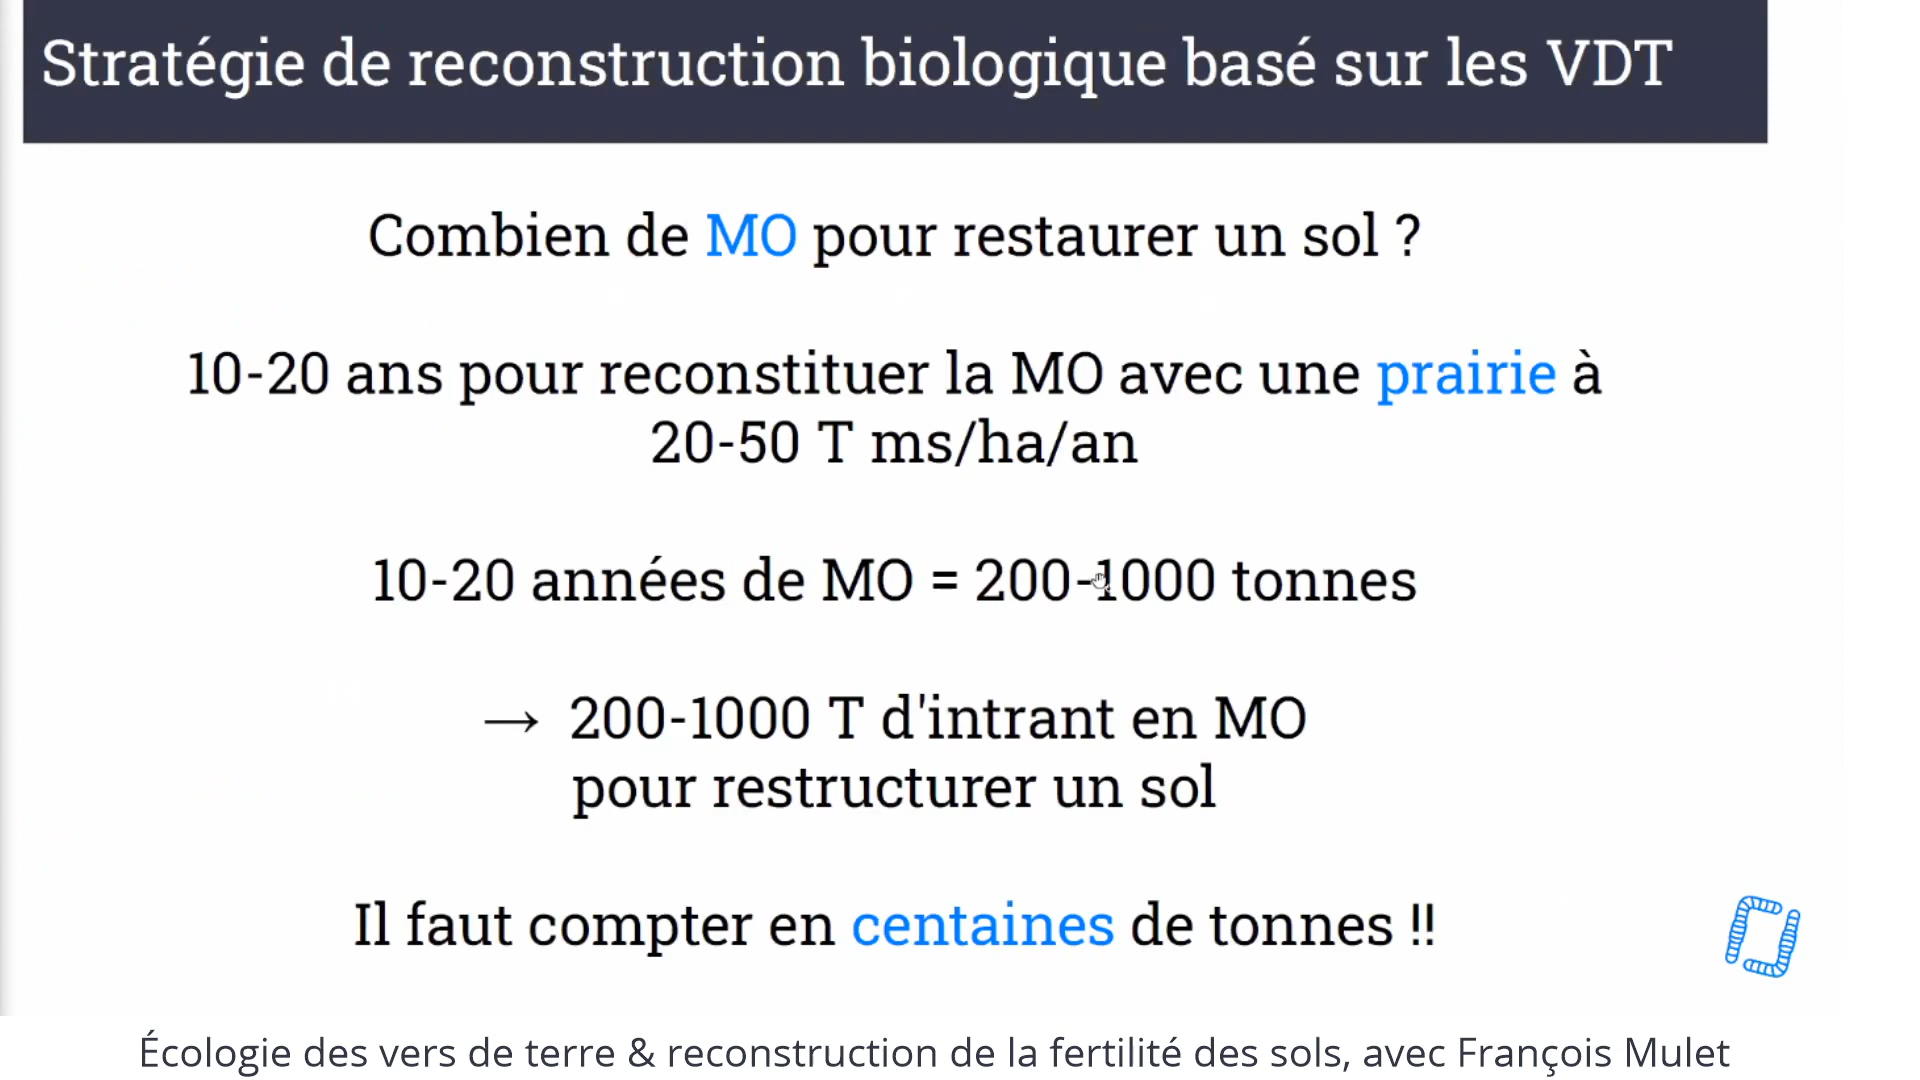 Stratégie de reconstruction biologique basé sur les VDT
Combien de MO pour restaurer un sol ?
10-20 ans pour reconstituer la MO avec une prairie à
20-50 T ms/ha/an
10-20 années de MO = 200-1000 tonnes
→ 200-1000 T d'intrant en MO
pour restructurer un sol
Il faut compter en centaines de tonnes !!
Écologie des vers de terre & reconstruction de la fertilité des sols, avec François Mulet